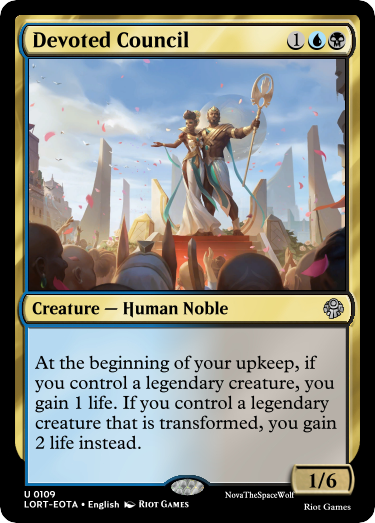 Devoted Council 1
Creature — Human Noble
At the beginning of your upkeep, if
you control a legendary creature, you
gain 1 life. If you control a legendary
creature that is transformed, you gain
2 life instead.
1/6
U 0109 NovaTheSpaceWolf
LORT-EOTA • English Riot Games Riot Games